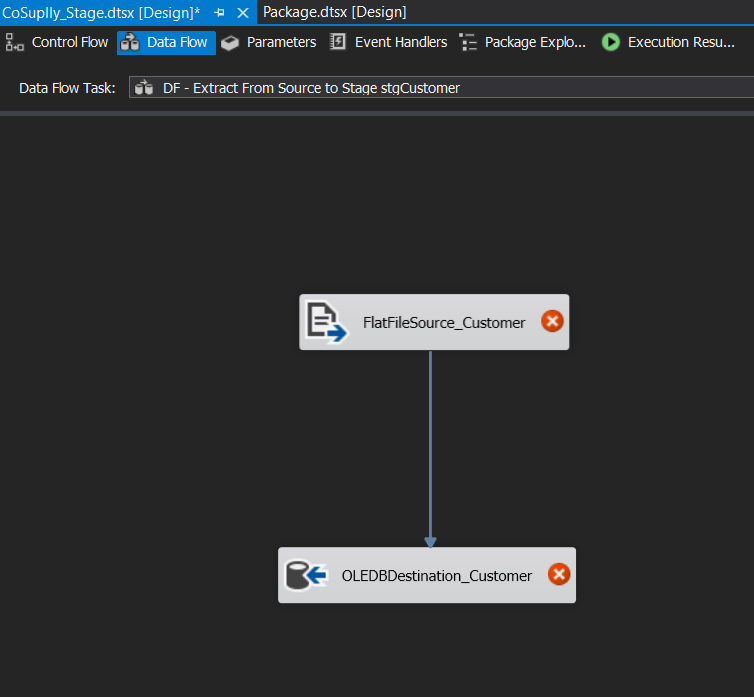 CoSuplly_Stage.dtsx [Design]* Package.dtsx [Design]
Control Flow Data Flow Parameters Event Handlers Package Explo... Execution Resu...
Data Flow Task: DF - Extract From Source to Stage stgCustomer
FlatFileSource_Customer
OLEDBDestination_Customer